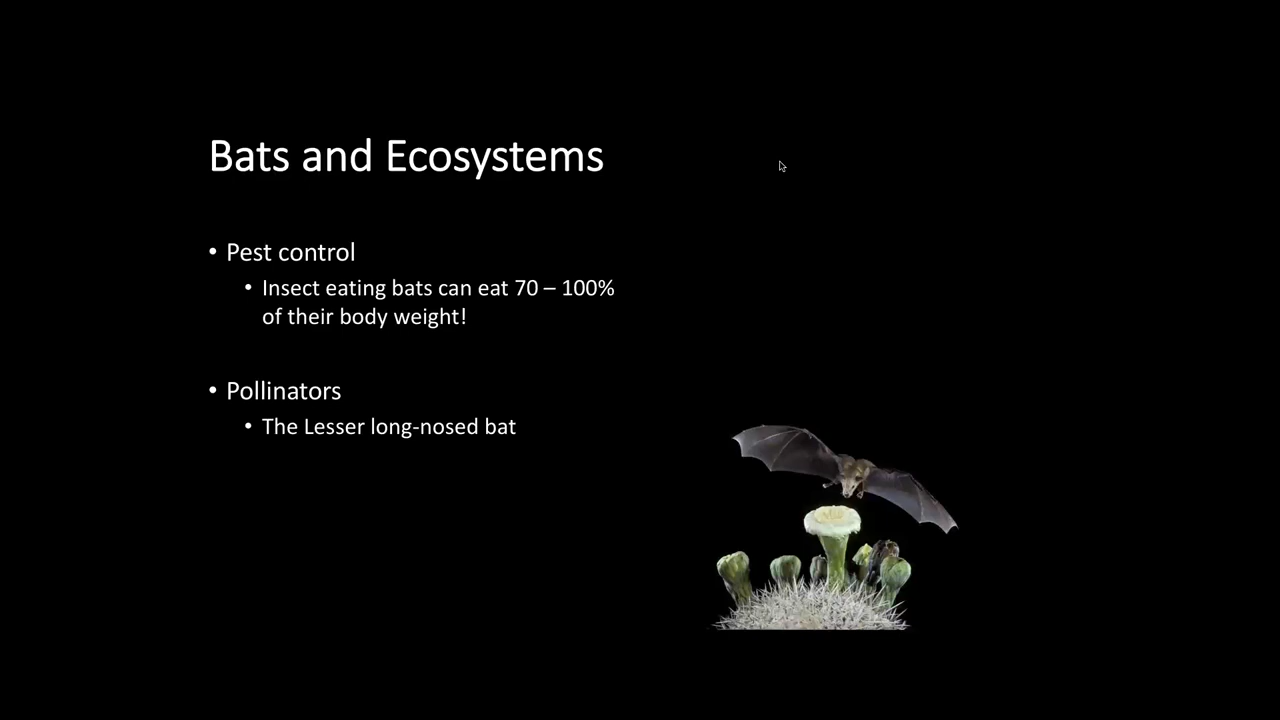 Bats and Ecosystems
• Pest control
• Insect eating bats can eat 70 – 100%
of their body weight!
• Pollinators
• The Lesser long-nosed bat